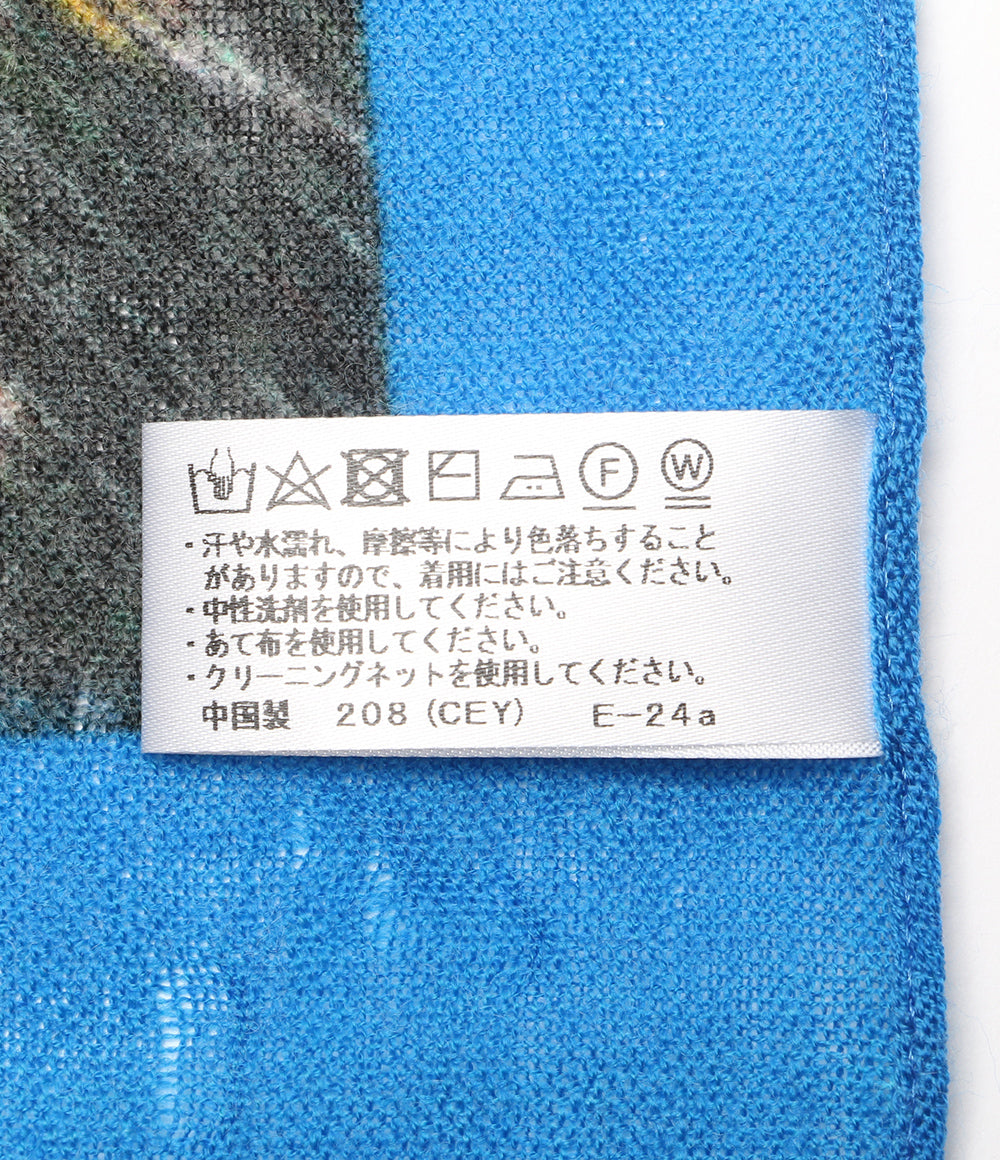 F W
・汗や水濡れ、摩擦等により色落ちすること
がありますので、着用にはご注意ください。
・中性洗剤を使用してください。
・あて布を使用してください。
・クリーニングネットを使用してください。
中国製 208 (CEY) E-24a